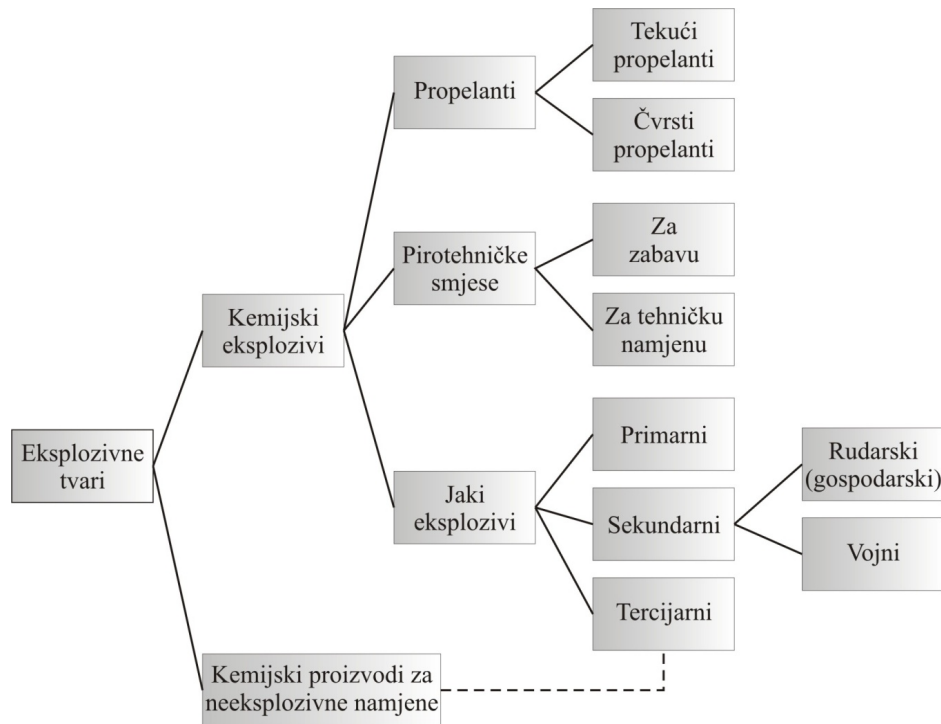 Tekući
propelanti
Propelanti
Čvrsti
propelanti
Za
zabavu
Pirotehničke
smjese
Za tehničku
namjenu
Kemijski
eksplozivi
Primarni
Rudarski
(gospodarski)
Eksplozivne
tvari
Jaki
eksplozivi
Sekundarni
Vojni
Tercijarni
Kemijski proizvodi za
neeksplozivne namjene